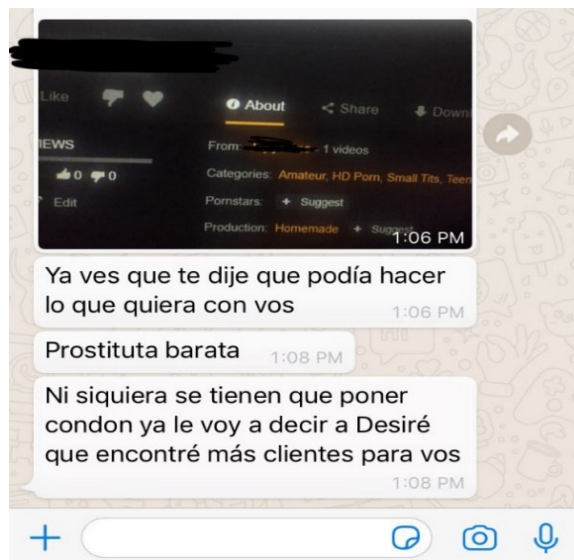 Like
About
Share
Downl
IEWS
From:
1 videos
0 0
Categories: Amateur, HD Porn, Small Tits, Teen
Edit
Pornstars: + Suggest
Production: Homemade + Suggest
1:06 PM
Ya ves que te dije que podía hacer
lo que quiera con vos
1:06 PM
Prostituta barata 1:08 PM
Ni siquiera se tienen que poner
condon ya le voy a decir a Desiré
que encontré más clientes para vos
1:08 PM